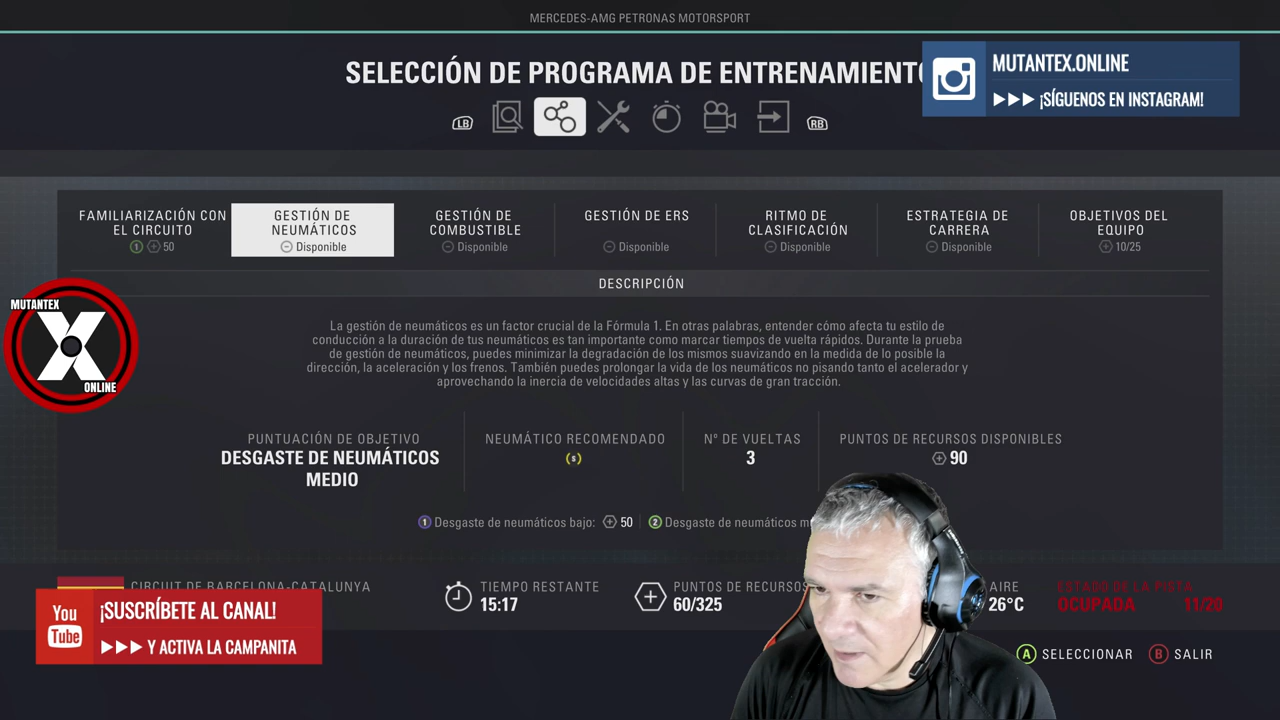 MERCEDES-AMG PETRONAS MOTORSPORT
SELECCIÓN DE PROGRAMA DE ENTRENAMIENTO
MUTANTEX.ONLINE
¡SÍGUENOS EN INSTAGRAM!
LB
RB
FAMILIARIZACIÓN CON
EL CIRCUITO
1 50
GESTIÓN DE
NEUMÁTICOS
Disponible
GESTIÓN DE
COMBUSTIBLE
Disponible
GESTIÓN DE ERS
Disponible
RITMO DE
CLASIFICACIÓN
Disponible
ESTRATEGIA DE
CARRERA
Disponible
OBJETIVOS DEL
EQUIPO
10/25
DESCRIPCIÓN
MUTANTEX
X
ONLINE
La gestión de neumáticos es un factor crucial de la Fórmula 1. En otras palabras, entender cómo afecta tu estilo de
conducción a la duración de tus neumáticos es tan importante como marcar tiempos de vuelta rápidos. Durante la prueba
de gestión de neumáticos, puedes minimizar la degradación de los mismos suavizando en la medida de lo posible la
dirección, la aceleración y los frenos. También puedes prolongar la vida de los neumáticos no pisando tanto el acelerador y
aprovechando la inercia de velocidades altas y las curvas de gran tracción.
PUNTUACIÓN DE OBJETIVO
DESGASTE DE NEUMÁTICOS
MEDIO
NEUMÁTICO RECOMENDADO
S
N° DE VUELTAS
3
PUNTOS DE RECURSOS DISPONIBLES
90
1 Desgaste de neumáticos bajo: 50
2 Desgaste de neumáticos m
CIRCUIT DE BARCELONA-CATALUNYA
TIEMPO RESTANTE
15:17
PUNTOS DE RECURSOS
60/325
AIRE
26°C
ESTADO DE LA PISTA
OCUPADA 11/20
You
Tube
¡SUSCRÍBETE AL CANAL!
Y ACTIVA LA CAMPANITA
A SELECCIONAR
B SALIR